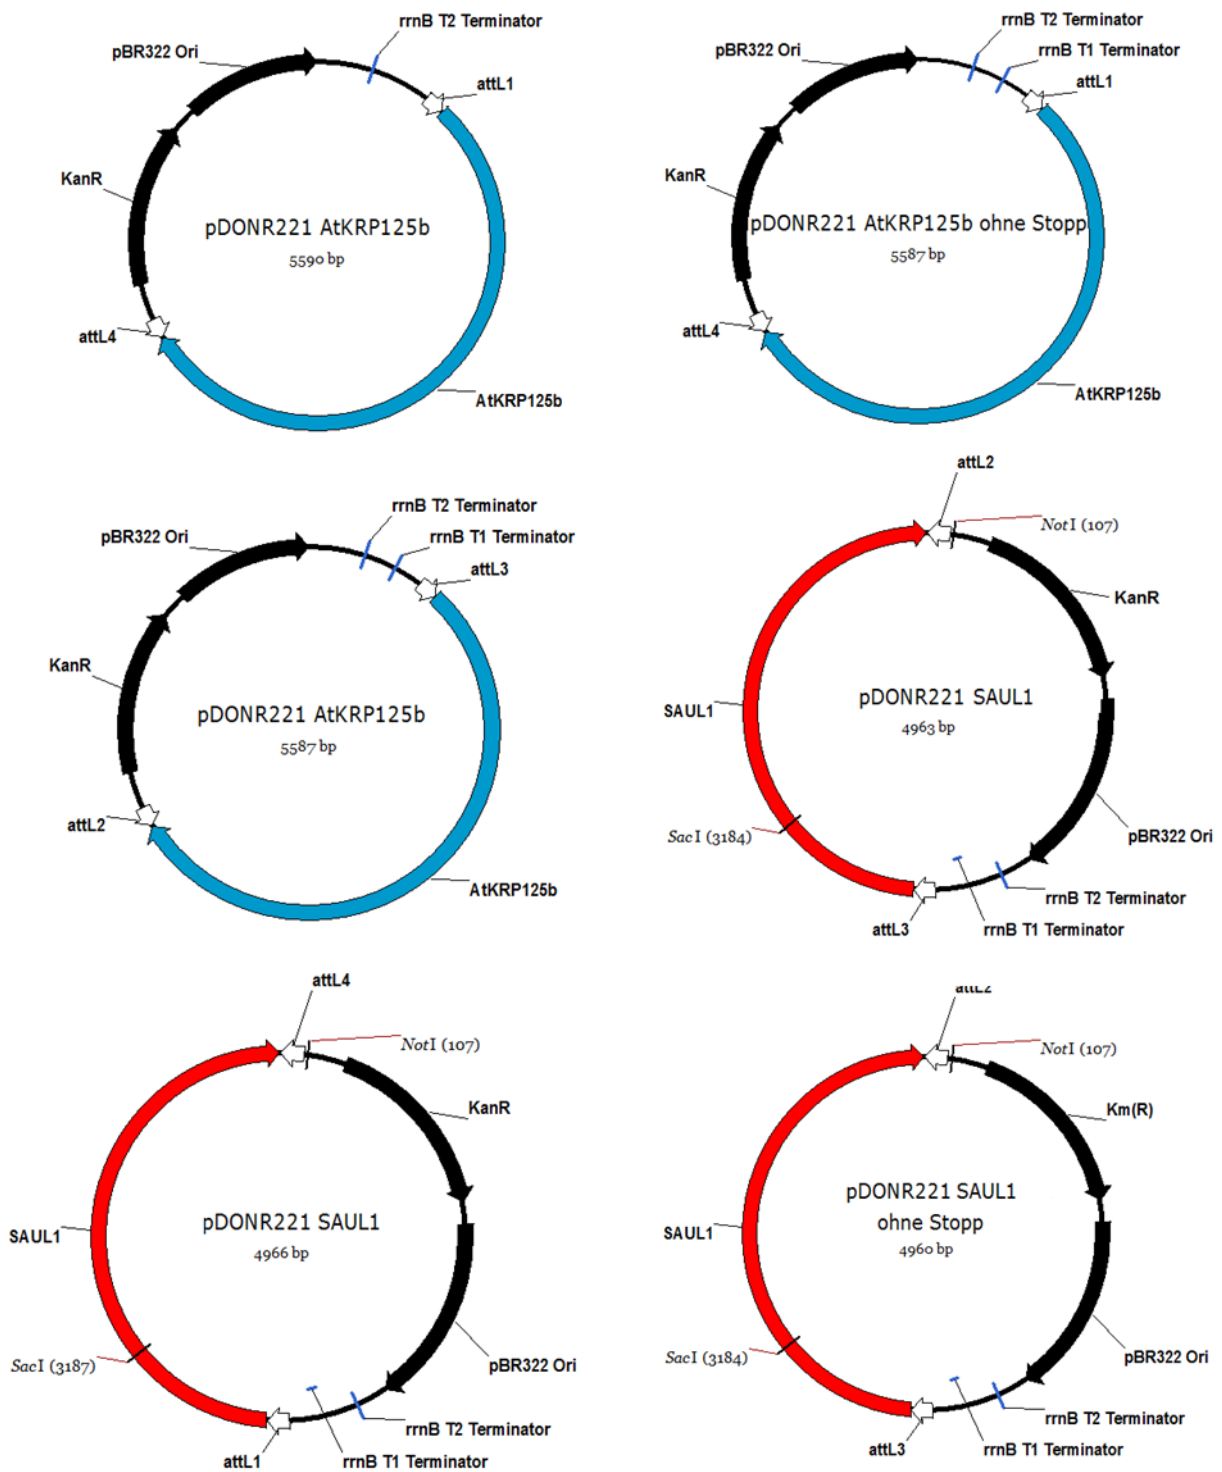 rrnB T2 Terminator
pBR322 Ori
attL1
KanR
pDONR221 AtKRP125b
5590 bp
attL4
AtKRP125b
rrnB T2 Terminator
rrnB T1 Terminator
pBR322 Ori
attL1
KanR
pDONR221 AtKRP125b ohne Stopp
5587 bp
attL4
AtKRP125b
rrnB T2 Terminator
rrnB T1 Terminator
pBR322 Ori
attL3
KanR
pDONR221 AtKRP125b
5587 bp
attL2
AtKRP125b
attL2
NotI (107)
KanR
SAUL1
pDONR221 SAUL1
4963 bp
SacI (3184)
pBR322 Ori
rrnB T2 Terminator
attL3
rrnB T1 Terminator
attL4
NotI (107)
KanR
SAUL1
pDONR221 SAUL1
4966 bp
SacI (3187)
pBR322 Ori
rrnB T2 Terminator
attL1
rrnB T1 Terminator
attL2
NotI (107)
Km(R)
SAUL1
pDONR221 SAUL1
ohne Stopp
4960 bp
SacI (3184)
pBR322 Ori
rrnB T2 Terminator
attL3
rrnB T1 Terminator